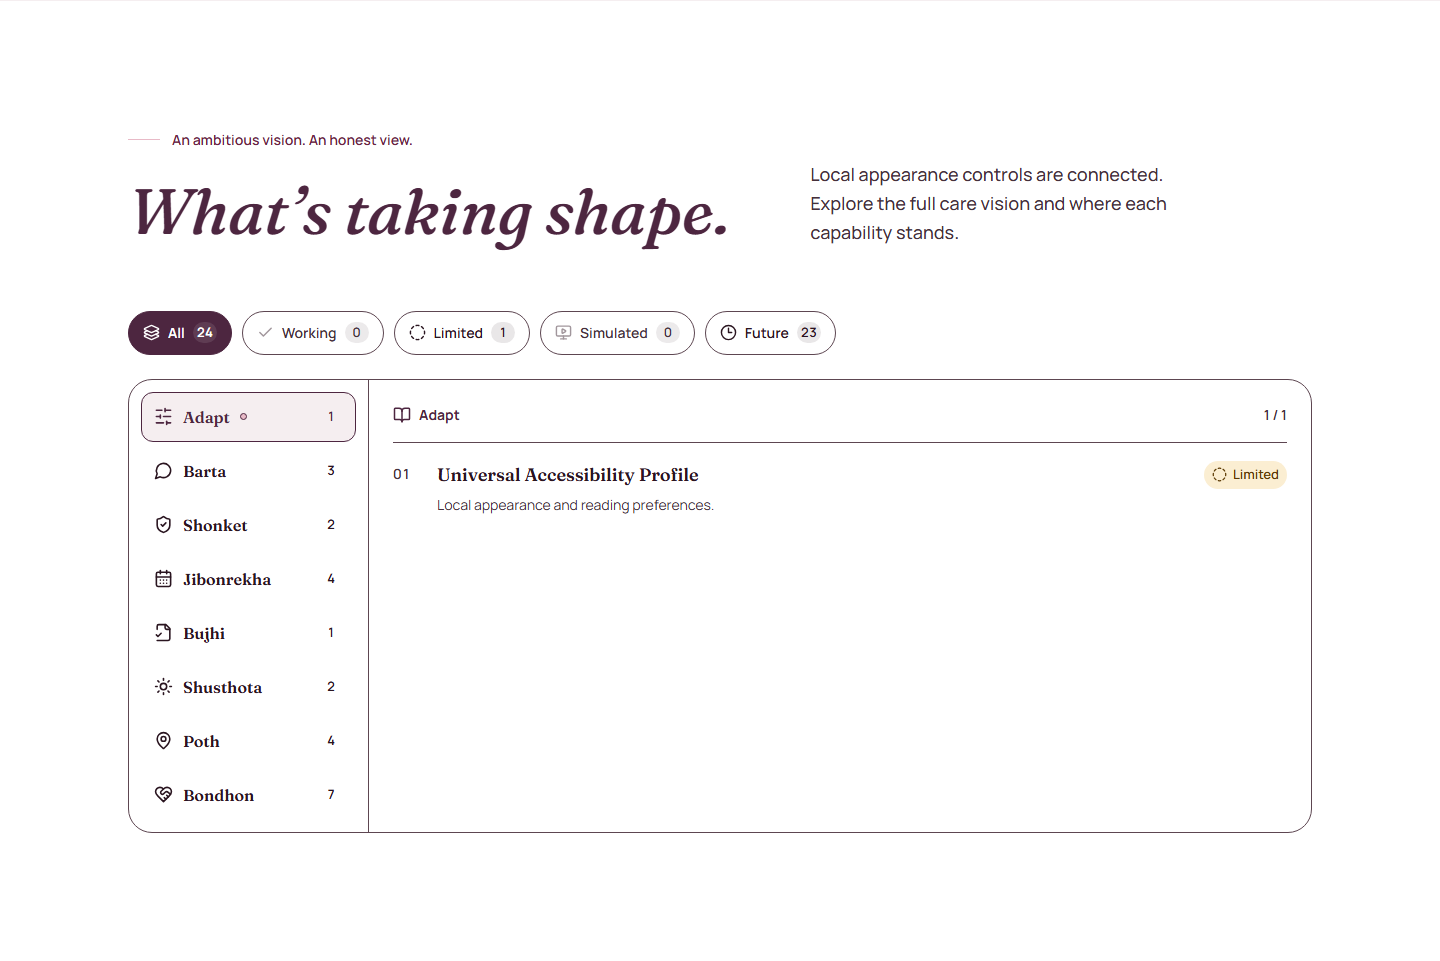 An ambitious vision. An honest view.
What’s taking shape.
Local appearance controls are connected.
Explore the full care vision and where each
capability stands.
All 24
Working 0
Limited 1
Simulated 0
Future 23
Adapt 1
Barta 3
Shonket 2
Jibonrekha 4
Bujhi 1
Shusthota 2
Poth 4
Bondhon 7
Adapt 1 / 1
01 Universal Accessibility Profile Limited
Local appearance and reading preferences.